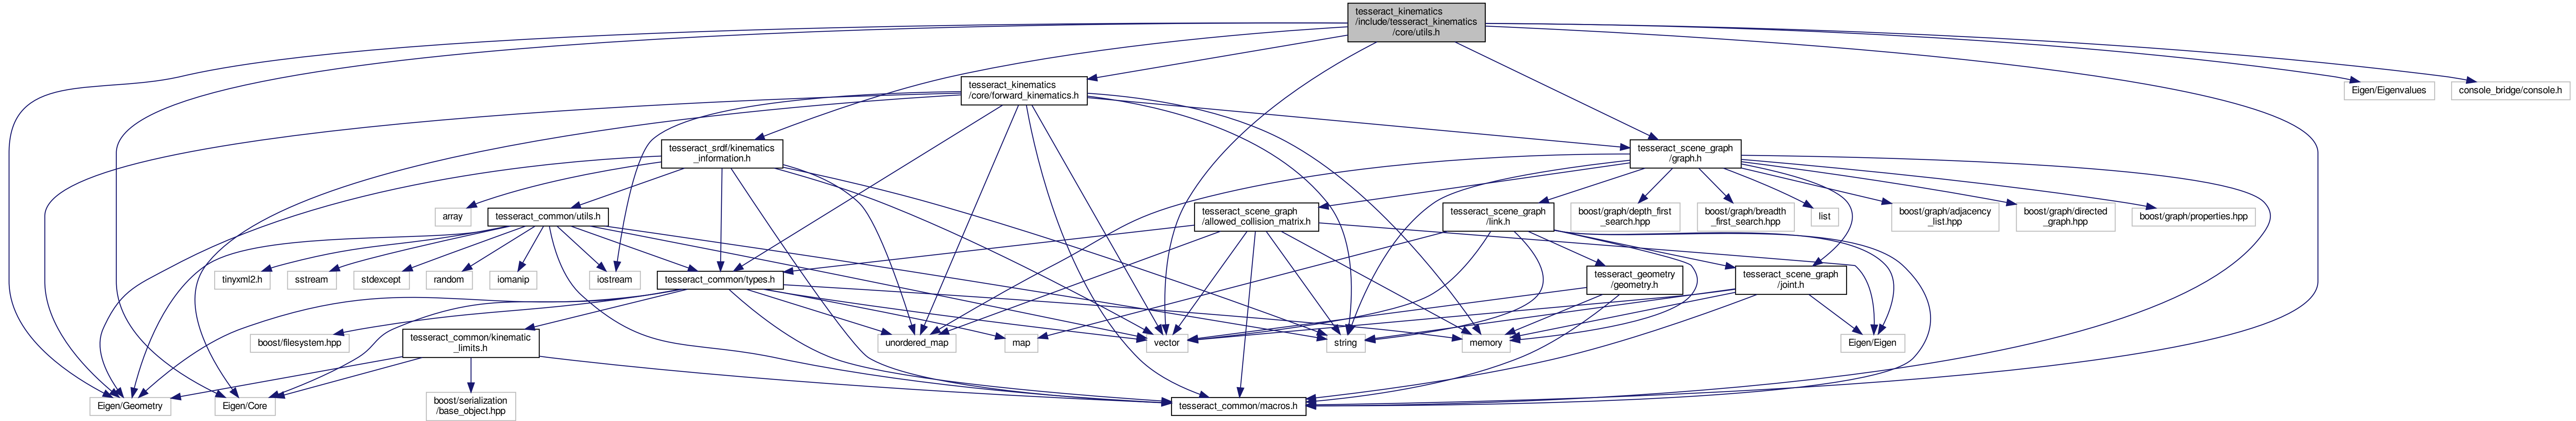 tesseract_kinematics
/include/tesseract_kinematics
/core/utils.h
tesseract_kinematics
/core/forward_kinematics.h
Eigen/Eigenvalues
console_bridge/console.h
tesseract_srdf/kinematics
_information.h
tesseract_scene_graph
/graph.h
array
tesseract_common/utils.h
tesseract_scene_graph
/allowed_collision_matrix.h
tesseract_scene_graph
/link.h
boost/graph/depth_first
_search.hpp
boost/graph/breadth
_first_search.hpp
list
boost/graph/adjacency
_list.hpp
boost/graph/directed
_graph.hpp
boost/graph/properties.hpp
tinyxml2.h
sstream
stdexcept
random
iomanip
iostream
tesseract_common/types.h
tesseract_geometry
/geometry.h
tesseract_scene_graph
/joint.h
boost/filesystem.hpp
tesseract_common/kinematic
_limits.h
unordered_map
map
vector
string
memory
Eigen/Eigen
Eigen/Geometry
Eigen/Core
boost/serialization
/base_object.hpp
tesseract_common/macros.h